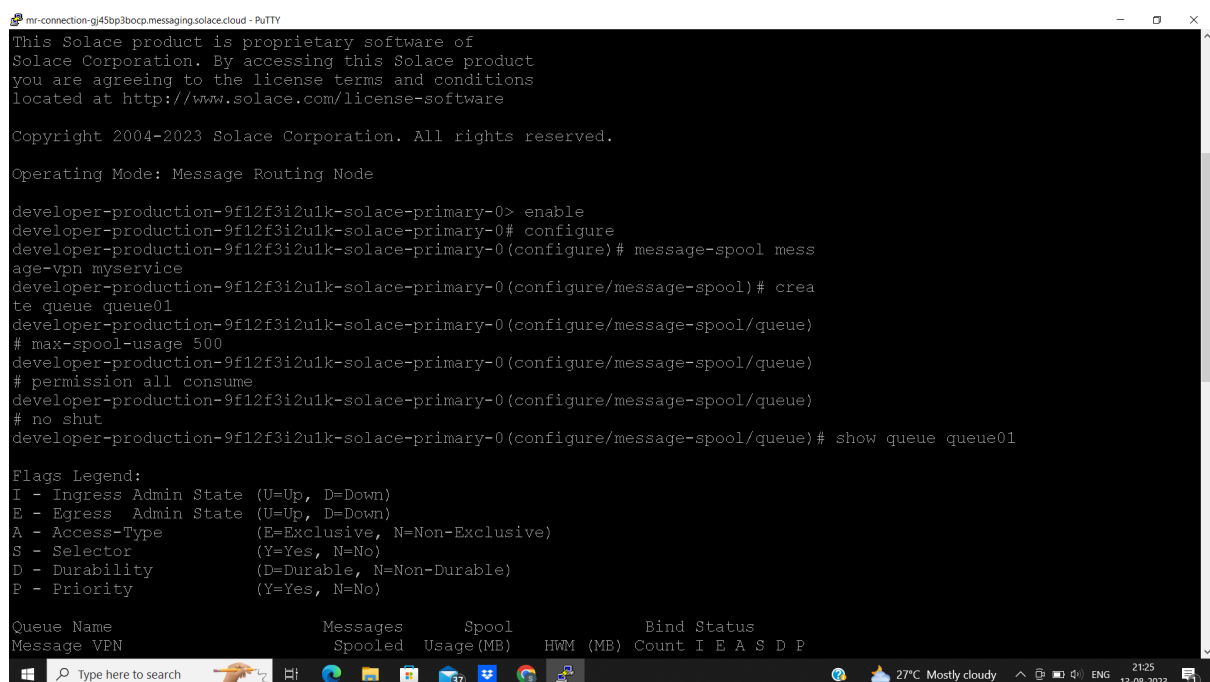 mr-connection-gj45bp3bocp.messaging.solace.cloud - PuTTY
This Solace product is proprietary software of
Solace Corporation. By accessing this Solace product
you are agreeing to the license terms and conditions
located at http://www.solace.com/license-software
Copyright 2004-2023 Solace Corporation. All rights reserved.
Operating Mode: Message Routing Node
developer-production-9f12f3i2u1k-solace-primary-0> enable
developer-production-9f12f3i2u1k-solace-primary-0# configure
developer-production-9f12f3i2u1k-solace-primary-0(configure)# message-spool mess
age-vpn myservice
developer-production-9f12f3i2u1k-solace-primary-0(configure/message-spool)# crea
te queue queue01
developer-production-9f12f3i2u1k-solace-primary-0(configure/message-spool/queue)
# max-spool-usage 500
developer-production-9f12f3i2u1k-solace-primary-0(configure/message-spool/queue)
# permission all consume
developer-production-9f12f3i2u1k-solace-primary-0(configure/message-spool/queue)
# no shut
developer-production-9f12f3i2u1k-solace-primary-0(configure/message-spool/queue)# show queue queue01
Flags Legend:
I - Ingress Admin State (U=Up, D=Down)
E - Egress  Admin State (U=Up, D=Down)
A - Access-Type         (E=Exclusive, N=Non-Exclusive)
S - Selector            (Y=Yes, N=No)
D - Durability          (D=Durable, N=Non-Durable)
P - Priority            (Y=Yes, N=No)
Queue Name                     Messages      Spool             Bind Status
Message VPN                     Spooled  Usage(MB)   HWM (MB) Count I E A S D P
Type here to search 37 27°C Mostly cloudy ENG 21:25
13-08-2023